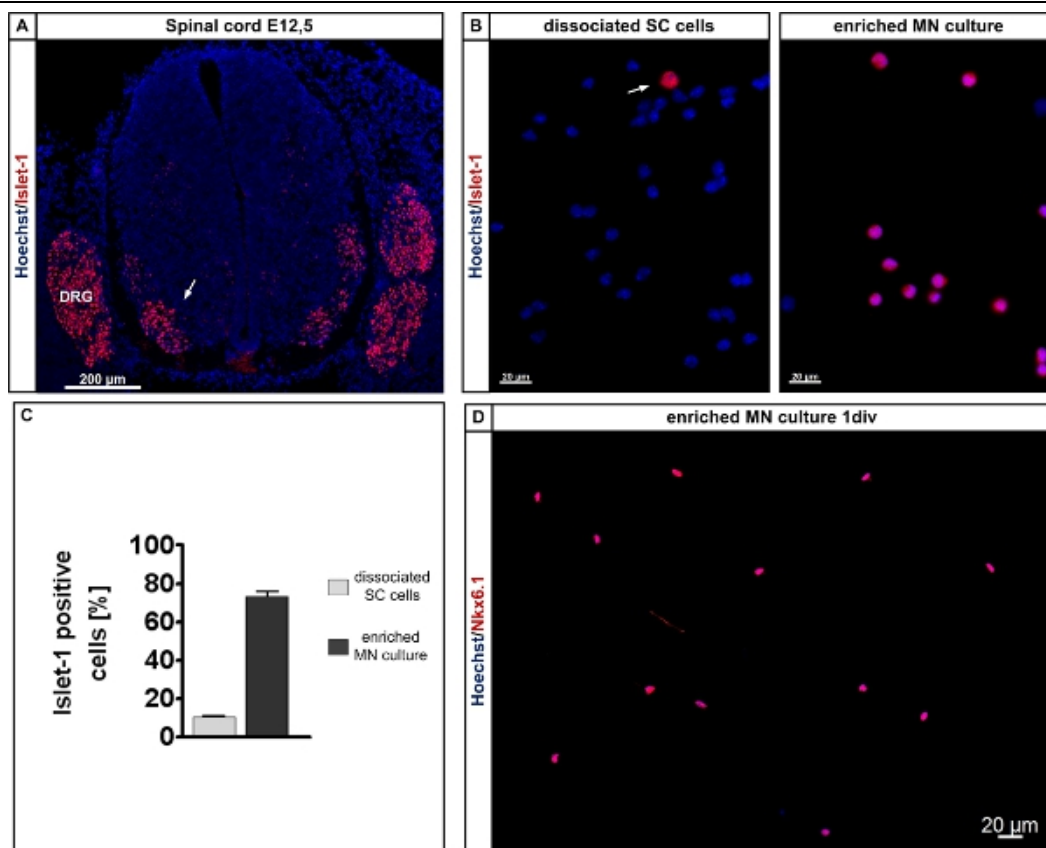 A
Spinal cord E12,5
Hoechst/Islet-1
DRG
200 µm
B
dissociated SC cells
enriched MN culture
Hoechst/Islet-1
20 µm
20 µm
C
Islet-1 positive
cells [%]
100
80
60
40
20
0
dissociated
SC cells
enriched
MN culture
D
enriched MN culture 1div
Hoechst/Nkx6.1
20 µm